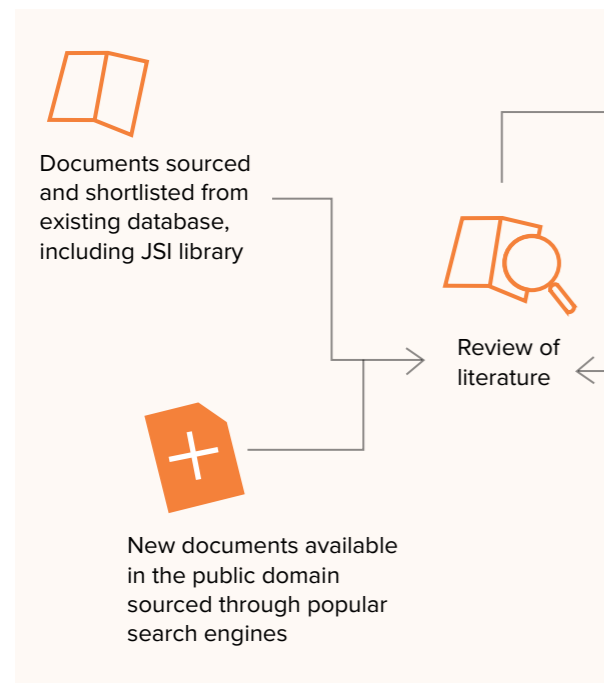 Documents sourced
and shortlisted from
existing database,
including JSI library
Review of
literature
New documents available
in the public domain
sourced through popular
search engines